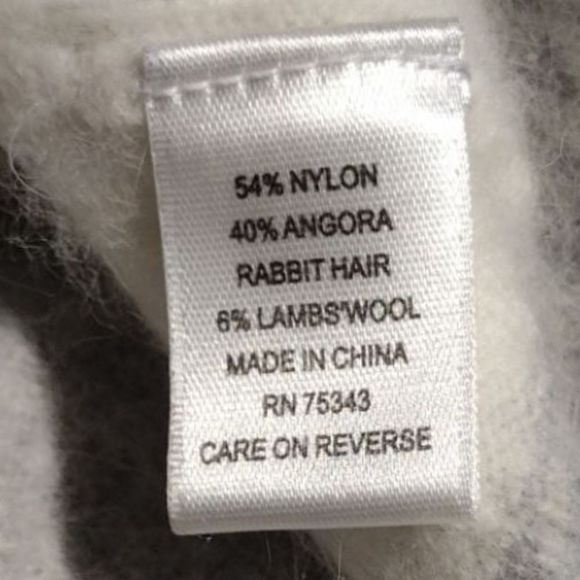 54% NYLON
40% ANGORA
RABBIT HAIR
6% LAMBS'WOOL
MADE IN CHINA
RN 75343
CARE ON REVERSE